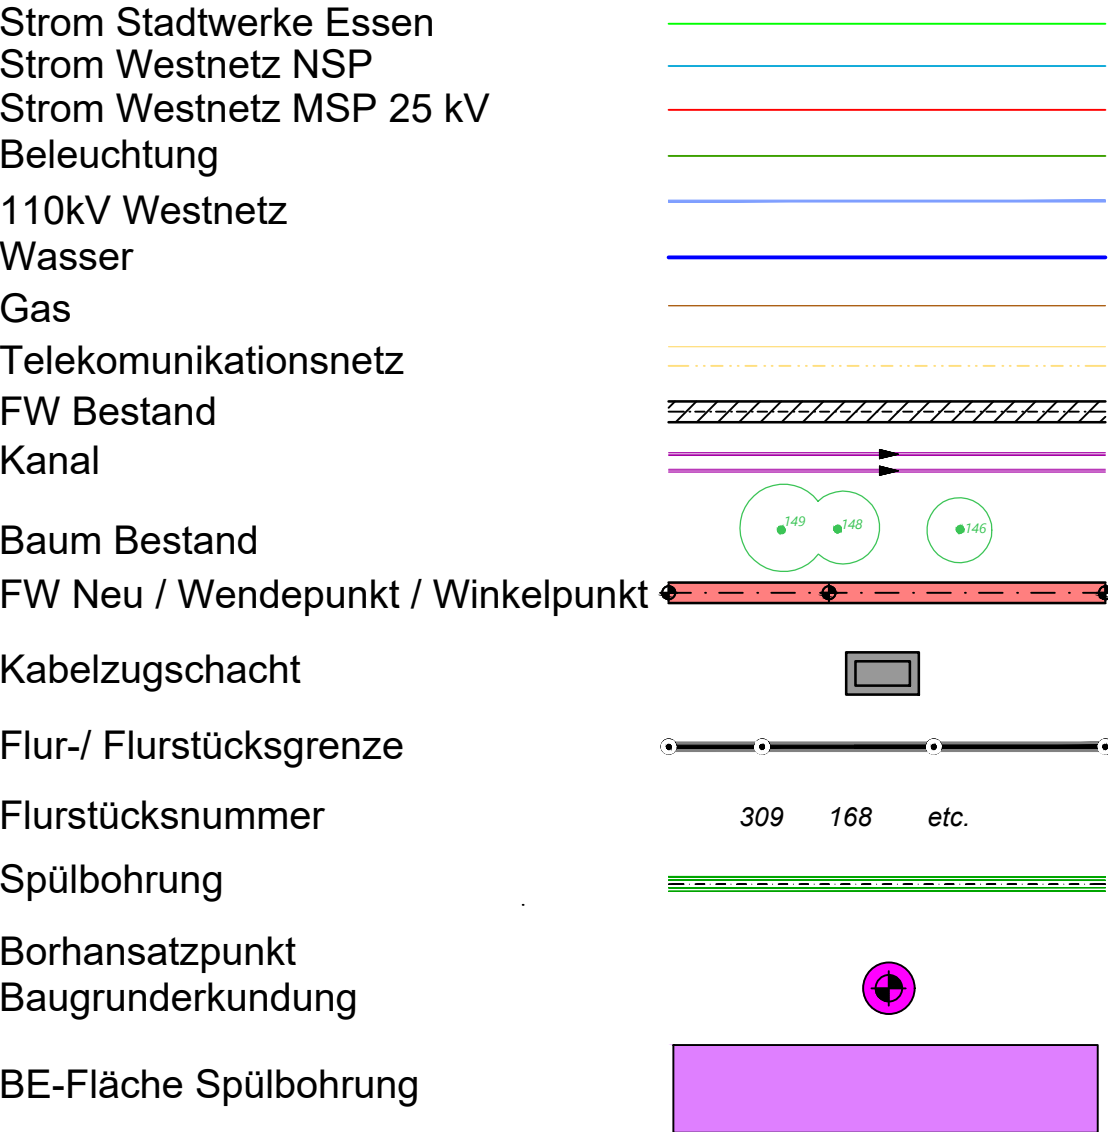 Strom Stadtwerke Essen
Strom Westnetz NSP
Strom Westnetz MSP 25 kV
Beleuchtung
110kV Westnetz
Wasser
Gas
Telekomunikationsnetz
FW Bestand
Kanal
149 148 146
Baum Bestand
FW Neu / Wendepunkt / Winkelpunkt
Kabelzugschacht
Flur-/ Flurstücksgrenze
Flurstücksnummer 309 168 etc.
Spülbohrung
Borhansatzpunkt
Baugrunderkundung
BE-Fläche Spülbohrung